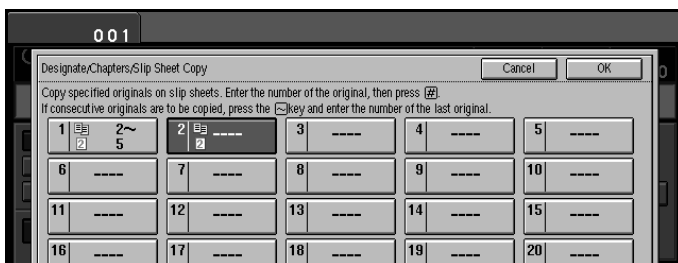 001
Designate/Chapters/Slip Sheet Copy Cancel OK
Copy specified originals on slip sheets. Enter the number of the original, then press #.
If consecutive originals are to be copied, press the ~key and enter the number of the last original.
1 2~ 2 ---- 3 ---- 4 ---- 5 ----
2 5 2
6 ---- 7 ---- 8 ---- 9 ---- 10 ----
11 ---- 12 ---- 13 ---- 14 ---- 15 ----
16 ---- 17 ---- 18 ---- 19 ---- 20 ----